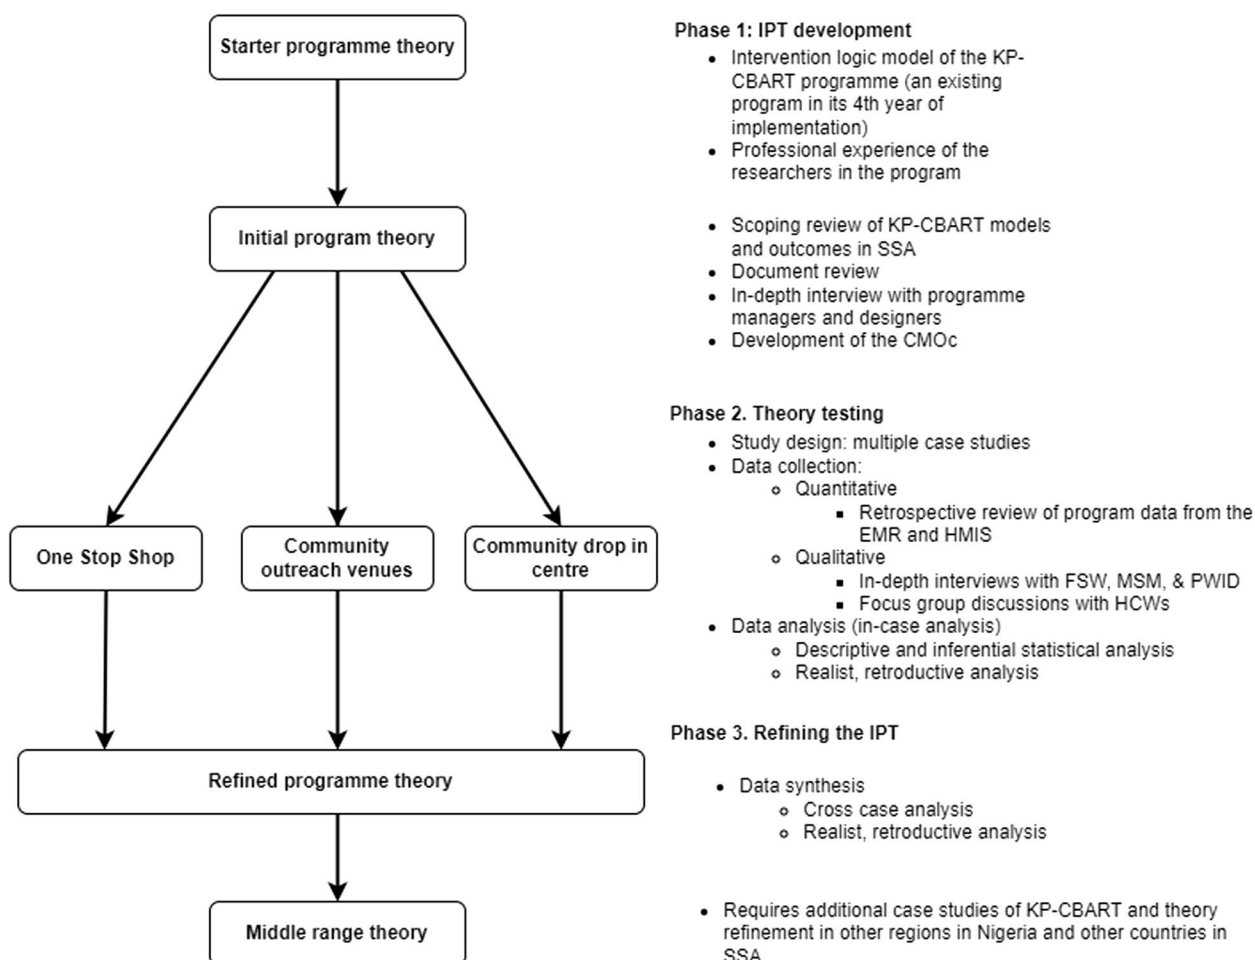 Starter programme theory
Initial program theory
One Stop Shop
Community
outreach venues
Community drop in
centre
Refined programme theory
Middle range theory
Phase 1: IPT development
• Intervention logic model of the KP-
CBART programme (an existing
program in its 4th year of
implementation)
• Professional experience of the
researchers in the program
• Scoping review of KP-CBART models
and outcomes in SSA
• Document review
• In-depth interview with programme
managers and designers
• Development of the CMOc
Phase 2. Theory testing
• Study design: multiple case studies
• Data collection:
Quantitative
Retrospective review of program data from the
EMR and HMIS
Qualitative
In-depth interviews with FSW, MSM, & PWID
Focus group discussions with HCWs
• Data analysis (in-case analysis)
Descriptive and inferential statistical analysis
Realist, retroductive analysis
Phase 3. Refining the IPT
• Data synthesis
Cross case analysis
Realist, retroductive analysis
• Requires additional case studies of KP-CBART and theory
refinement in other regions in Nigeria and other countries in
SSA